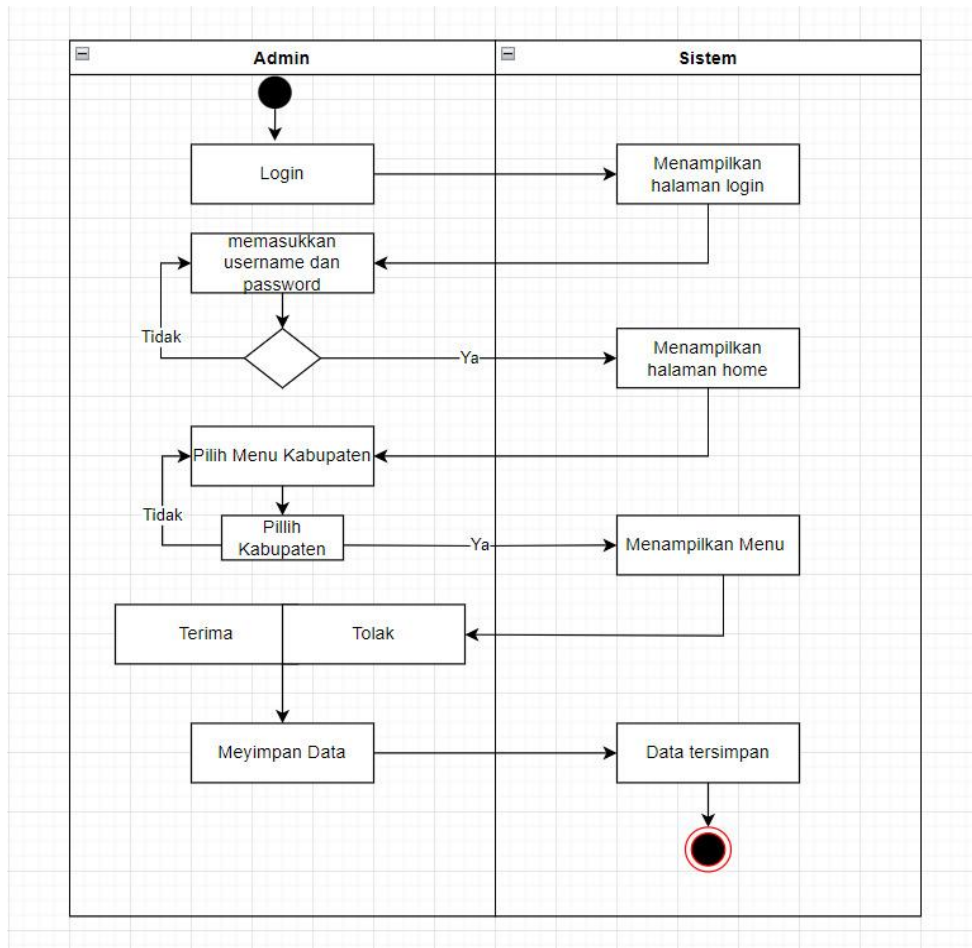 Admin
Sistem
Login
Menampilkan
halaman login
memasukkan
username dan
password
Tidak
Ya
Menampilkan
halaman home
Pilih Menu Kabupaten
Tidak
Pillih
Kabupaten
Ya
Menampilkan Menu
Terima
Tolak
Meyimpan Data
Data tersimpan